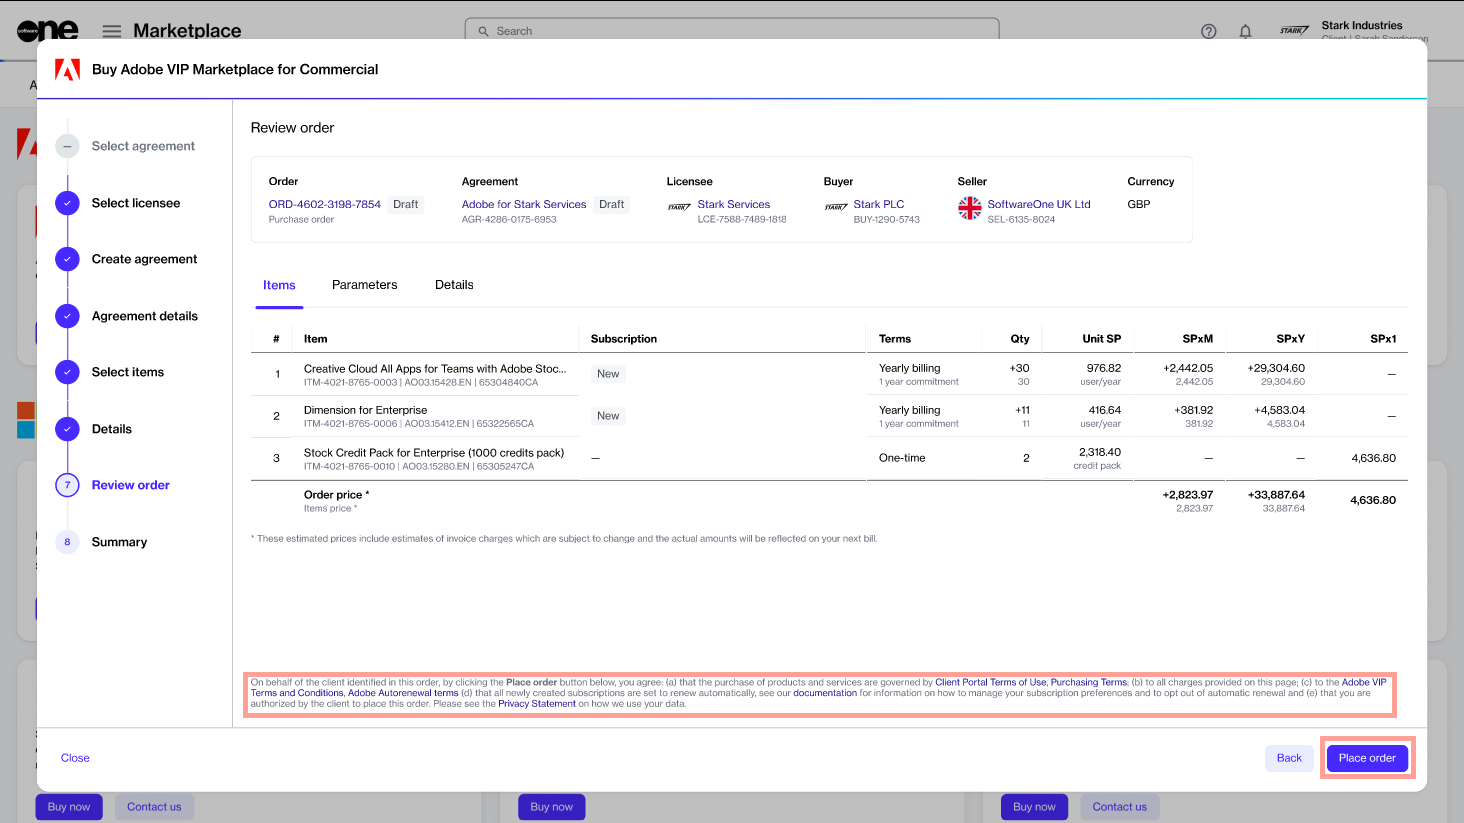 software
one
Marketplace
Search
Stark Industries
STARK
Buy Adobe VIP Marketplace for Commercial
Select agreement
Select licensee
Create agreement
Agreement details
Select items
Details
7 Review order
8 Summary
Review order
Order Agreement Licensee Buyer Seller Currency
ORD-4602-3198-7854 Draft Adobe for Stark Services Draft STARK Stark Services STARK Stark PLC SoftwareOne UK Ltd GBP
Purchase order AGR-4286-0175-6953 LCE-7588-7489-1818 BUY-1290-5743 SEL-6135-8024
Items Parameters Details
# Item Subscription Terms Qty Unit SP SPxM SPxY SPx1
1 Creative Cloud All Apps for Teams with Adobe Stoc... New Yearly billing +30 976.82 +2,442.05 +29,304.60 —
ITM-4021-8765-0003 | AO03.15428.EN | 65304840CA 1 year commitment 30 user/year 2,442.05 29,304.60
2 Dimension for Enterprise New Yearly billing +11 416.64 +381.92 +4,583.04 —
ITM-4021-8765-0006 | AO03.15412.EN | 65322565CA 1 year commitment 11 user/year 381.92 4,583.04
3 Stock Credit Pack for Enterprise (1000 credits pack) — One-time 2 2,318.40 — — 4,636.80
ITM-4021-8765-0010 | AO03.15280.EN | 65305247CA credit pack
Order price * +2,823.97 +33,887.64 4,636.80
Items price * 2,823.97 33,887.64
* These estimated prices include estimates of invoice charges which are subject to change and the actual amounts will be reflected on your next bill.
On behalf of the client identified in this order, by clicking the Place order button below, you agree: (a) that the purchase of products and services are governed by Client Portal Terms of Use, Purchasing Terms; (b) to all charges provided on this page; (c) to the Adobe VIP
Terms and Conditions, Adobe Autorenewal terms (d) that all newly created subscriptions are set to renew automatically, see our documentation for information on how to manage your subscription preferences and to opt out of automatic renewal and (e) that you are
authorized by the client to place this order. Please see the Privacy Statement on how we use your data.
Close Back Place order
Buy now Contact us Buy now Buy now Contact us